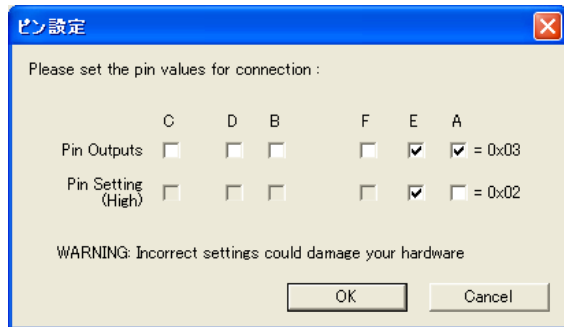 ピン設定
Please set the pin values for connection :
C D B F E A
Pin Outputs = 0x03
Pin Setting = 0x02
(High)
WARNING: Incorrect settings could damage your hardware
OK Cancel